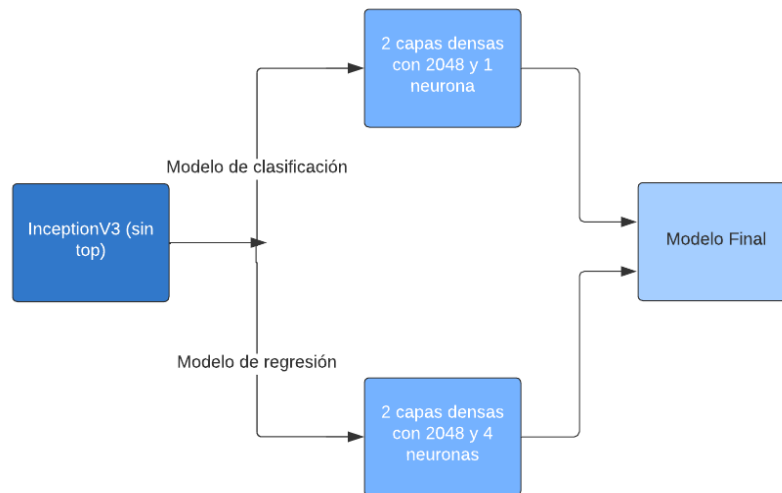 2 capas densas
con 2048 y 1
neurona
Modelo de clasificación
InceptionV3 (sin
top)
Modelo Final
Modelo de regresión
2 capas densas
con 2048 y 4
neuronas